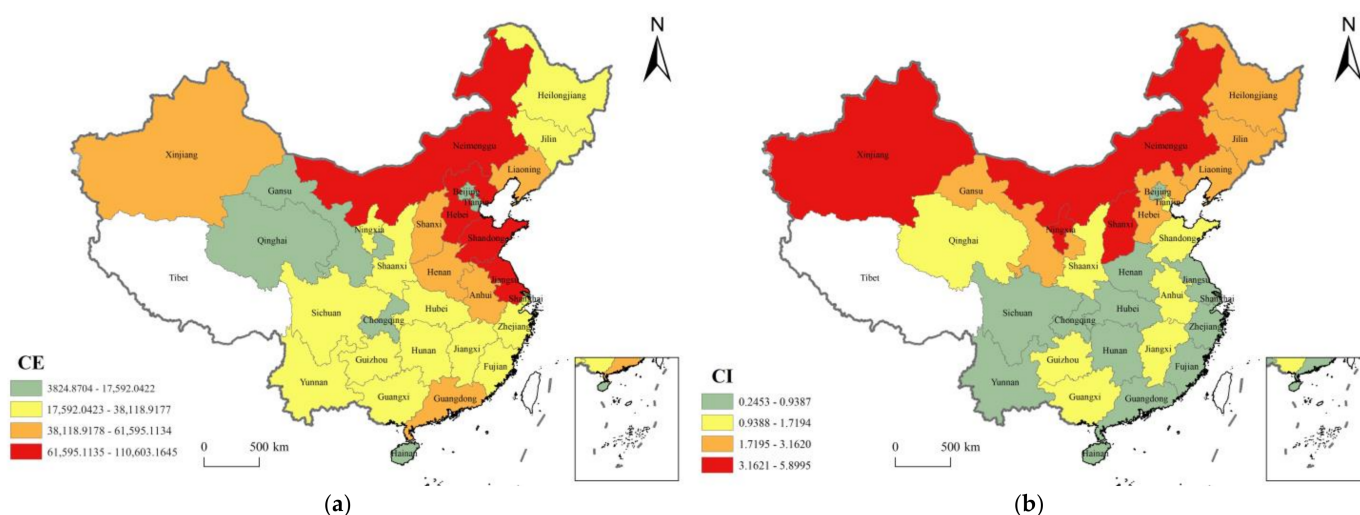 N
Heilongjiang
Jilin
Liaoning
Neimenggu
Xinjiang
Gansu
Beijing
Tianjin
Hebei
Shanxi
Ningxia
Shandong
Qinghai
Shaanxi
Henan
Jiangsu
Anhui
Shanghai
Tibet
Sichuan
Chongqing
Hubei
Zhejiang
Hunan
Jiangxi
Guizhou
Fujian
Yunnan
Guangxi
Guangdong
Hainan
CE
3824.8704 - 17,592.0422
17,592.0423 - 38,118.9177
38,118.9178 - 61,595.1134
61,595.1135 - 110,603.1645
0 500 km
(a)
N
Heilongjiang
Jilin
Liaoning
Neimenggu
Xinjiang
Gansu
Beijing
Tianjin
Hebei
Shanxi
Ningxia
Shandong
Qinghai
Shaanxi
Henan
Jiangsu
Anhui
Shanghai
Tibet
Sichuan
Chongqing
Hubei
Zhejiang
Hunan
Jiangxi
Guizhou
Fujian
Yunnan
Guangxi
Guangdong
Hainan
CI
0.2453 - 0.9387
0.9388 - 1.7194
1.7195 - 3.1620
3.1621 - 5.8995
0 500 km
(b)